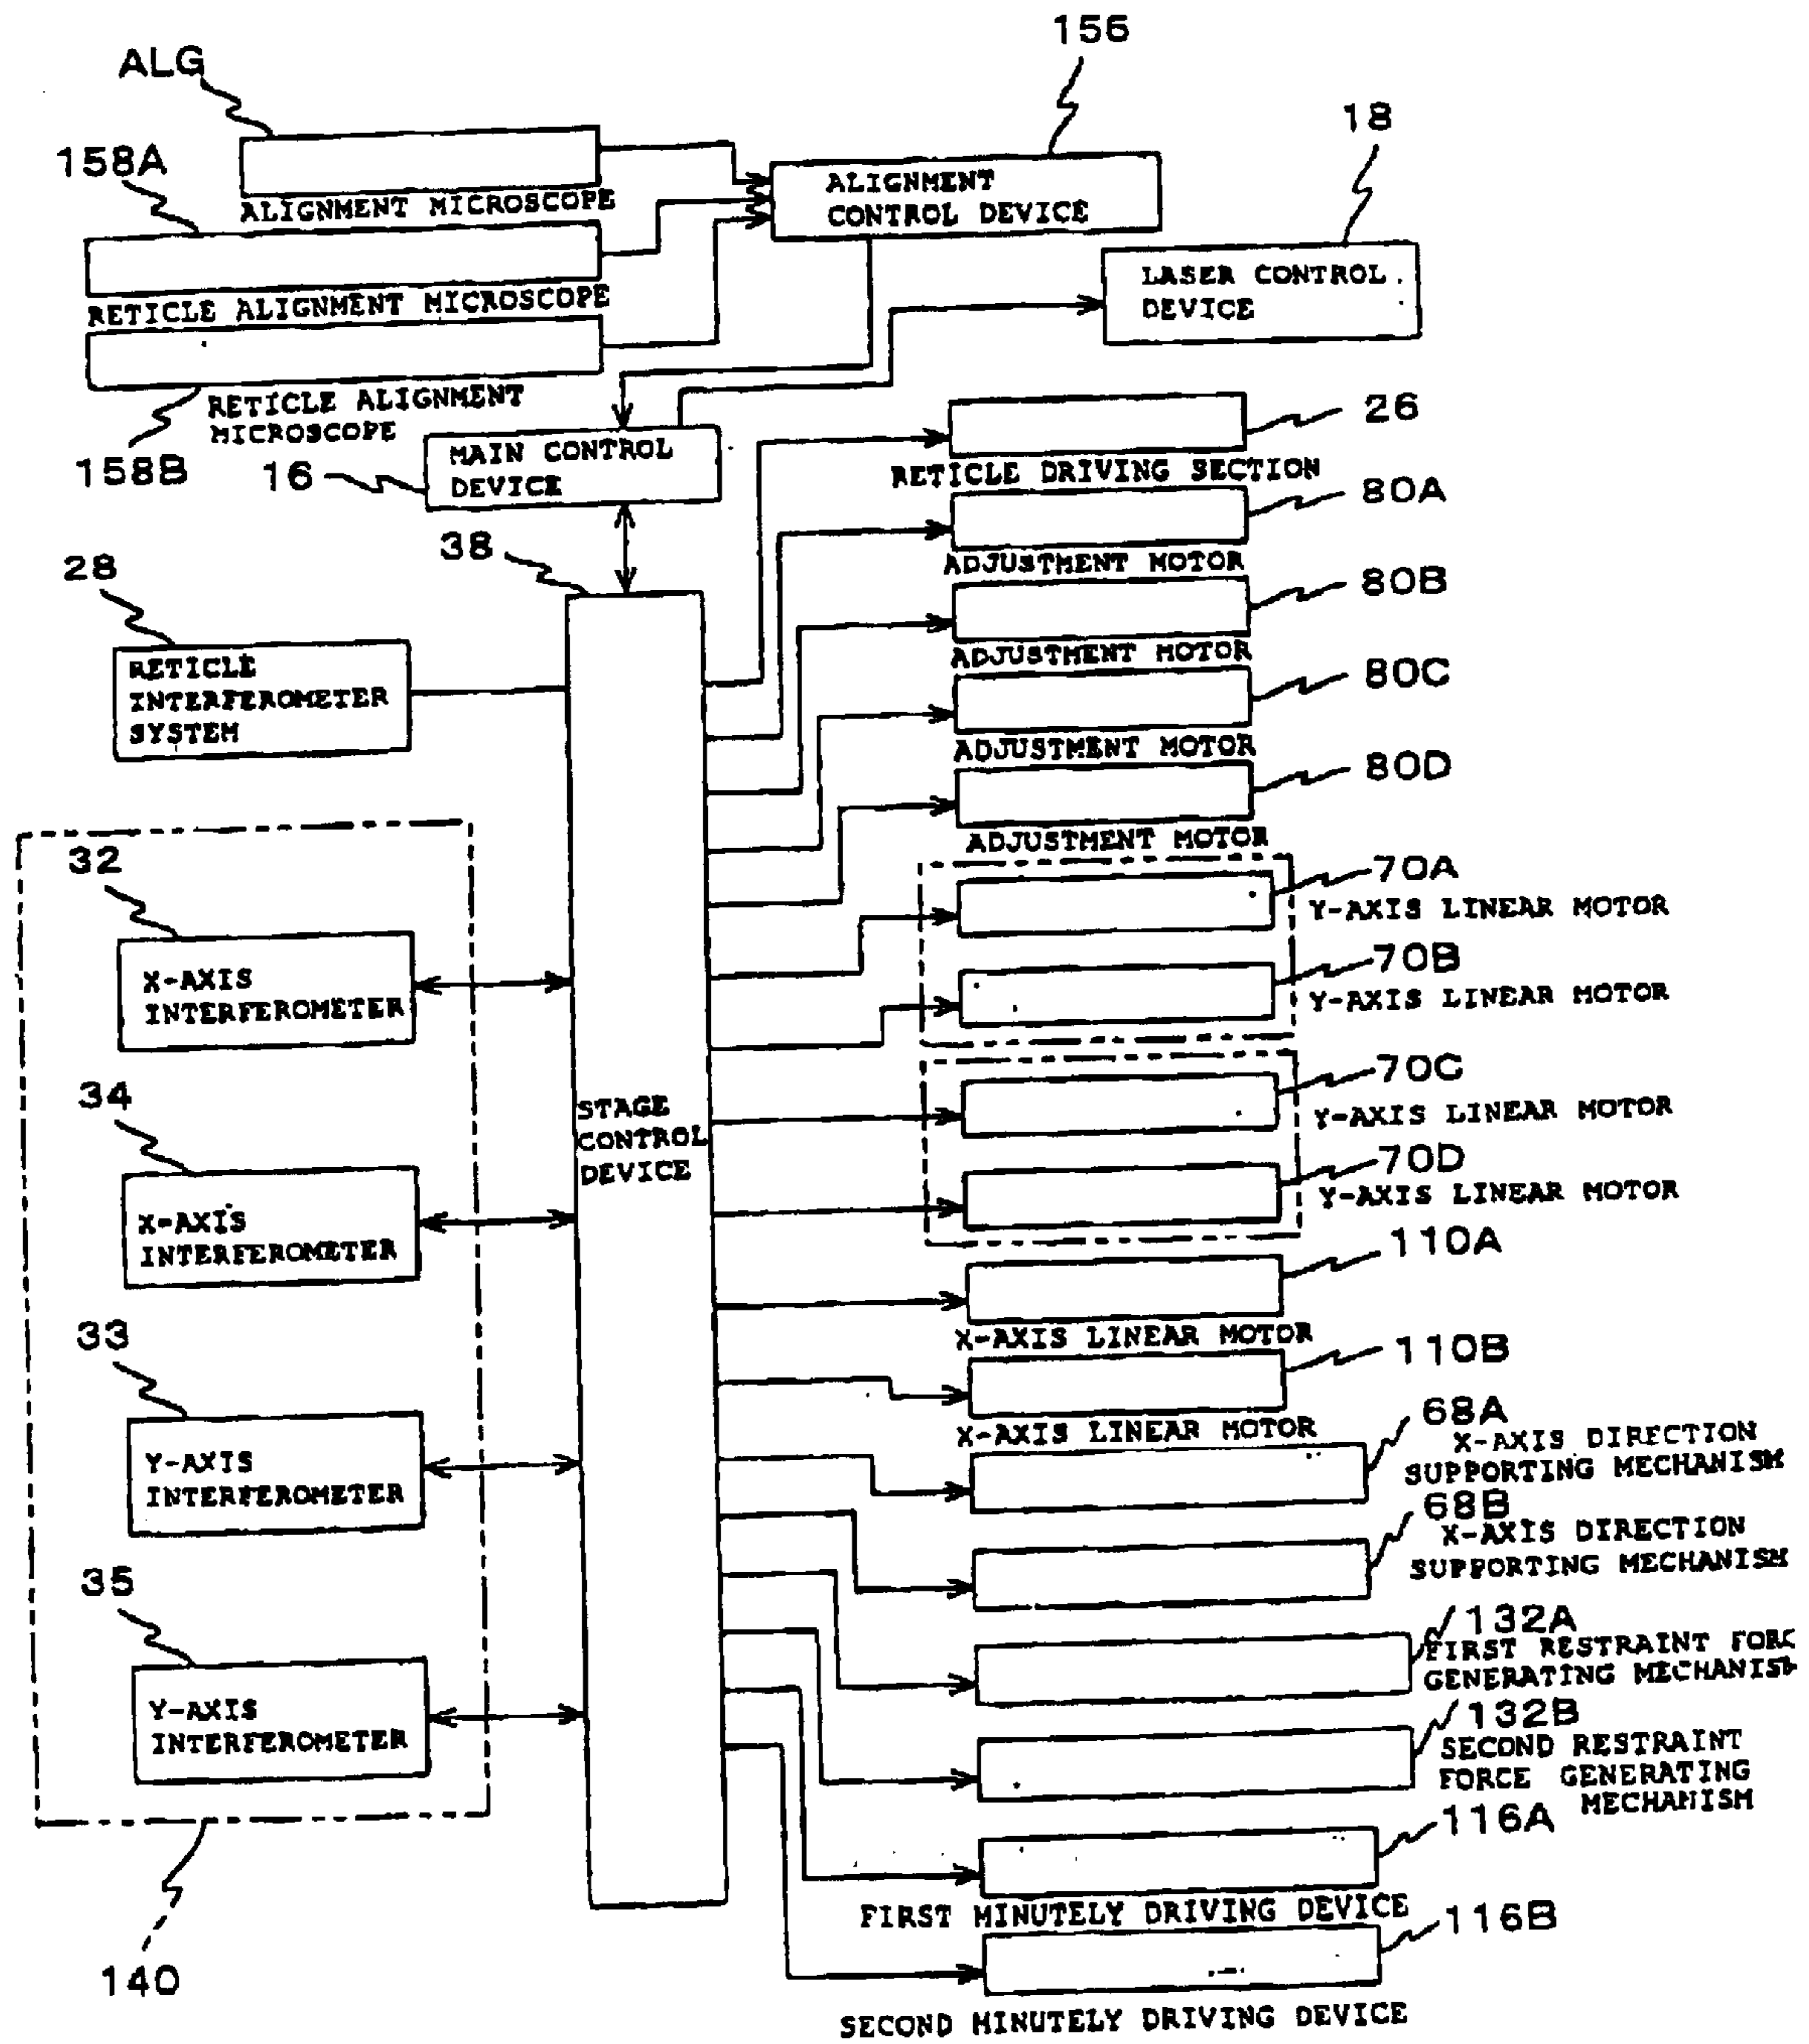 156
ALG
18
158A
ALIGNMENT
CONTROL DEVICE
ALIGNMENT MICROSCOPE
LASER CONTROL
DEVICE
RETICLE ALIGNMENT MICROSCOPE
RETICLE ALIGNMENT
MICROSCOPE
158B
16
MAIN CONTROL
DEVICE
26
RETICLE DRIVING SECTION
80A
ADJUSTMENT MOTOR
38
28
80B
ADJUSTMENT MOTOR
RETICLE
INTERFEROMETER
SYSTEM
80C
ADJUSTMENT MOTOR
80D
ADJUSTMENT MOTOR
32
70A
Y-AXIS LINEAR MOTOR
X-AXIS
INTERFEROMETER
70B
Y-AXIS LINEAR MOTOR
34
STAGE
CONTROL
DEVICE
70C
Y-AXIS LINEAR MOTOR
70D
Y-AXIS LINEAR MOTOR
X-AXIS
INTERFEROMETER
110A
X-AXIS LINEAR MOTOR
33
110B
X-AXIS LINEAR MOTOR
Y-AXIS
INTERFEROMETER
68A
X-AXIS DIRECTION
SUPPORTING MECHANISM
68B
X-AXIS DIRECTION
SUPPORTING MECHANISM
35
132A
FIRST RESTRAINT FORC
GENERATING MECHANISM
Y-AXIS
INTERFEROMETER
132B
SECOND RESTRAINT
FORCE GENERATING
MECHANISM
116A
FIRST MINUTELY DRIVING DEVICE
140
116B
SECOND MINUTELY DRIVING DEVICE